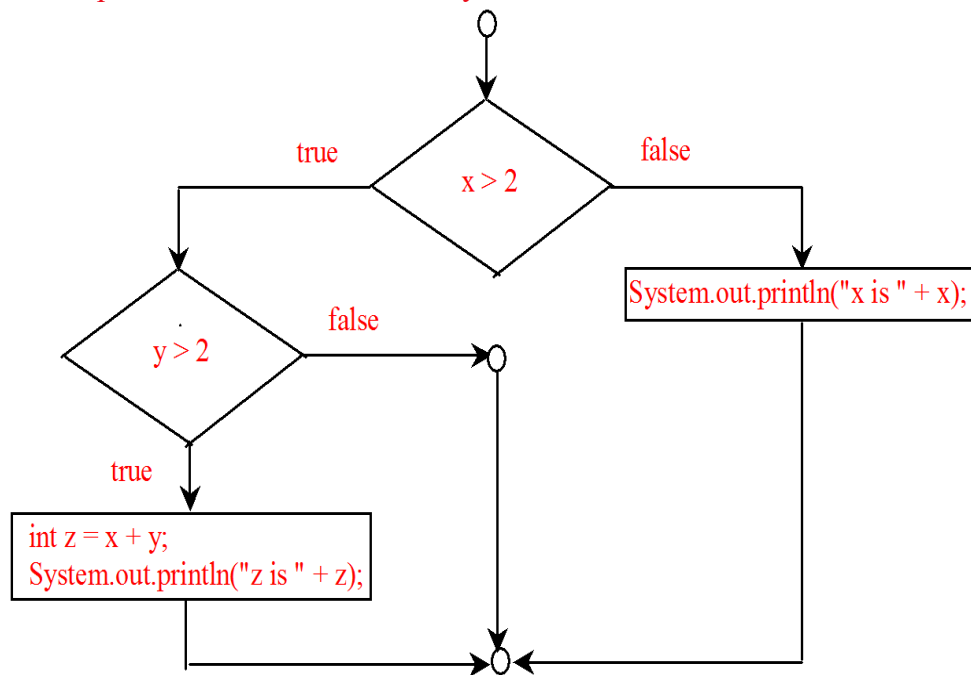 true
false
x > 2
System.out.println("x is " + x);
false
y > 2
true
int z = x + y;
System.out.println("z is " + z);